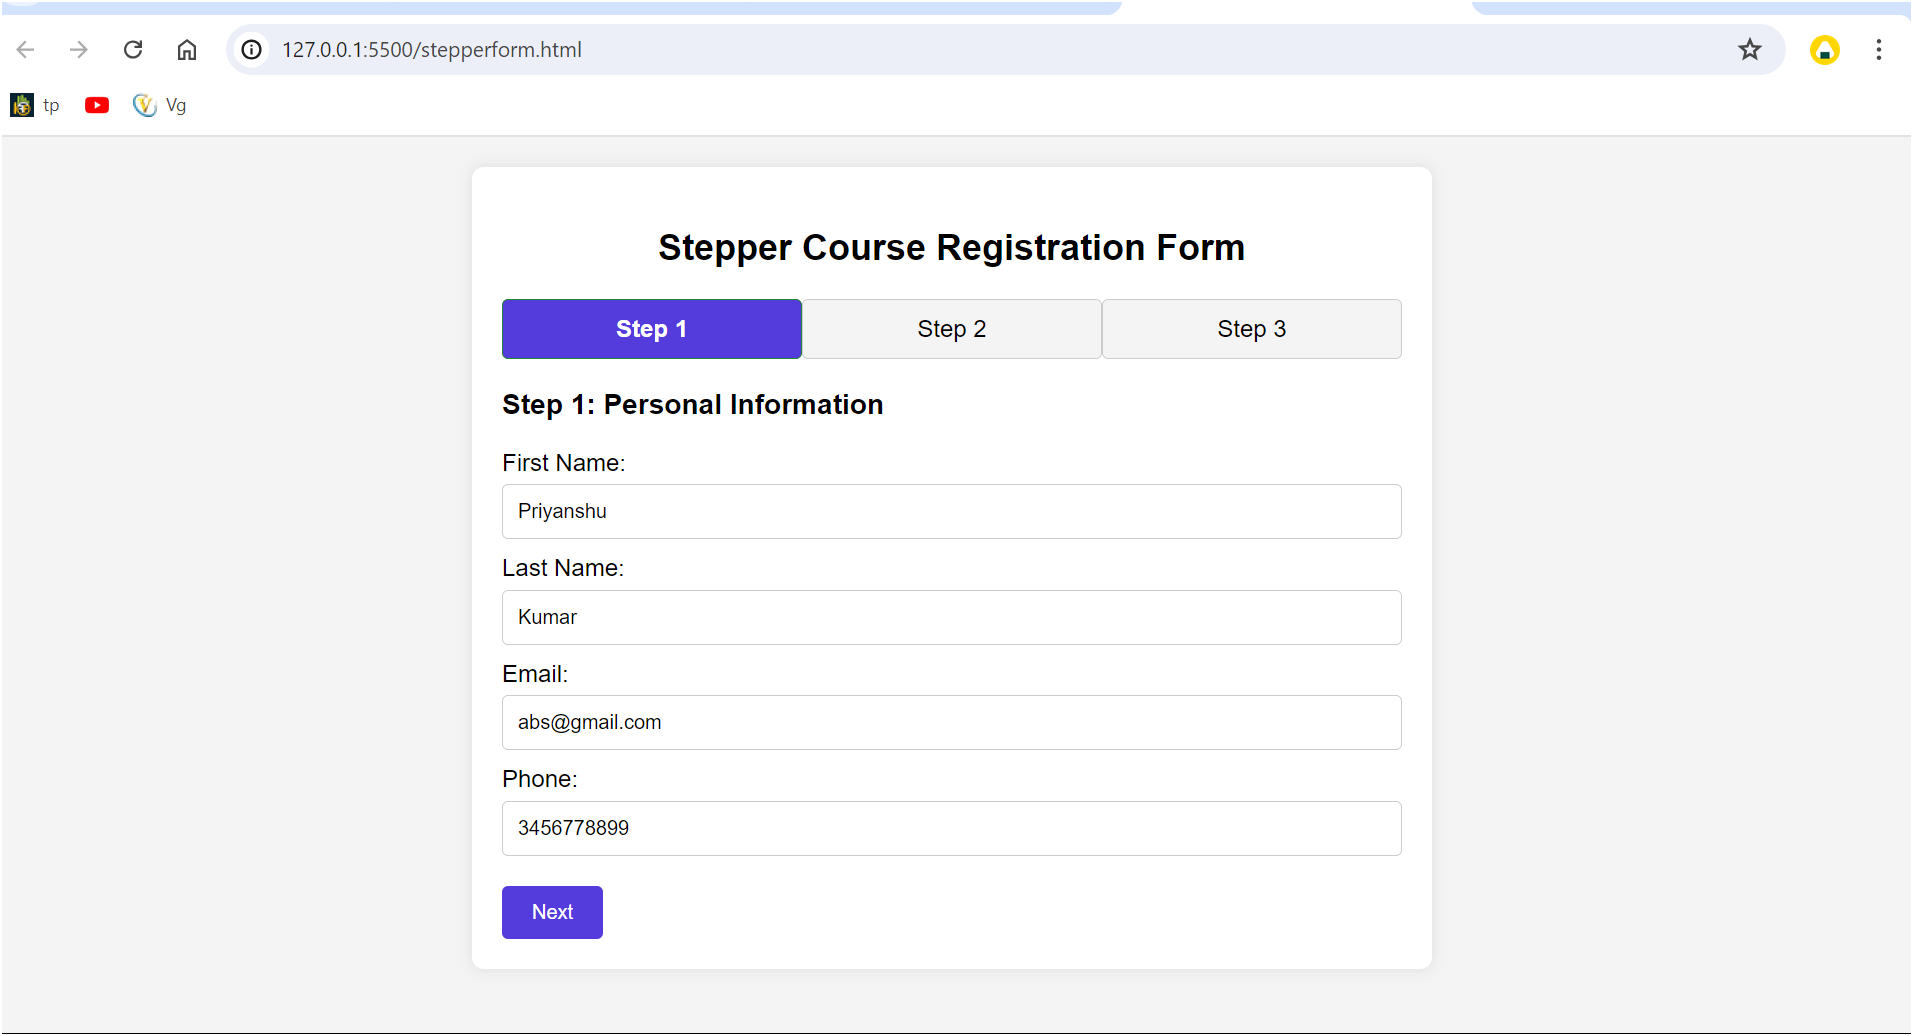 127.0.0.1:5500/stepperform.html
tp Vg
Stepper Course Registration Form
Step 1 Step 2 Step 3
Step 1: Personal Information
First Name:
Priyanshu
Last Name:
Kumar
Email:
abs@gmail.com
Phone:
3456778899
Next